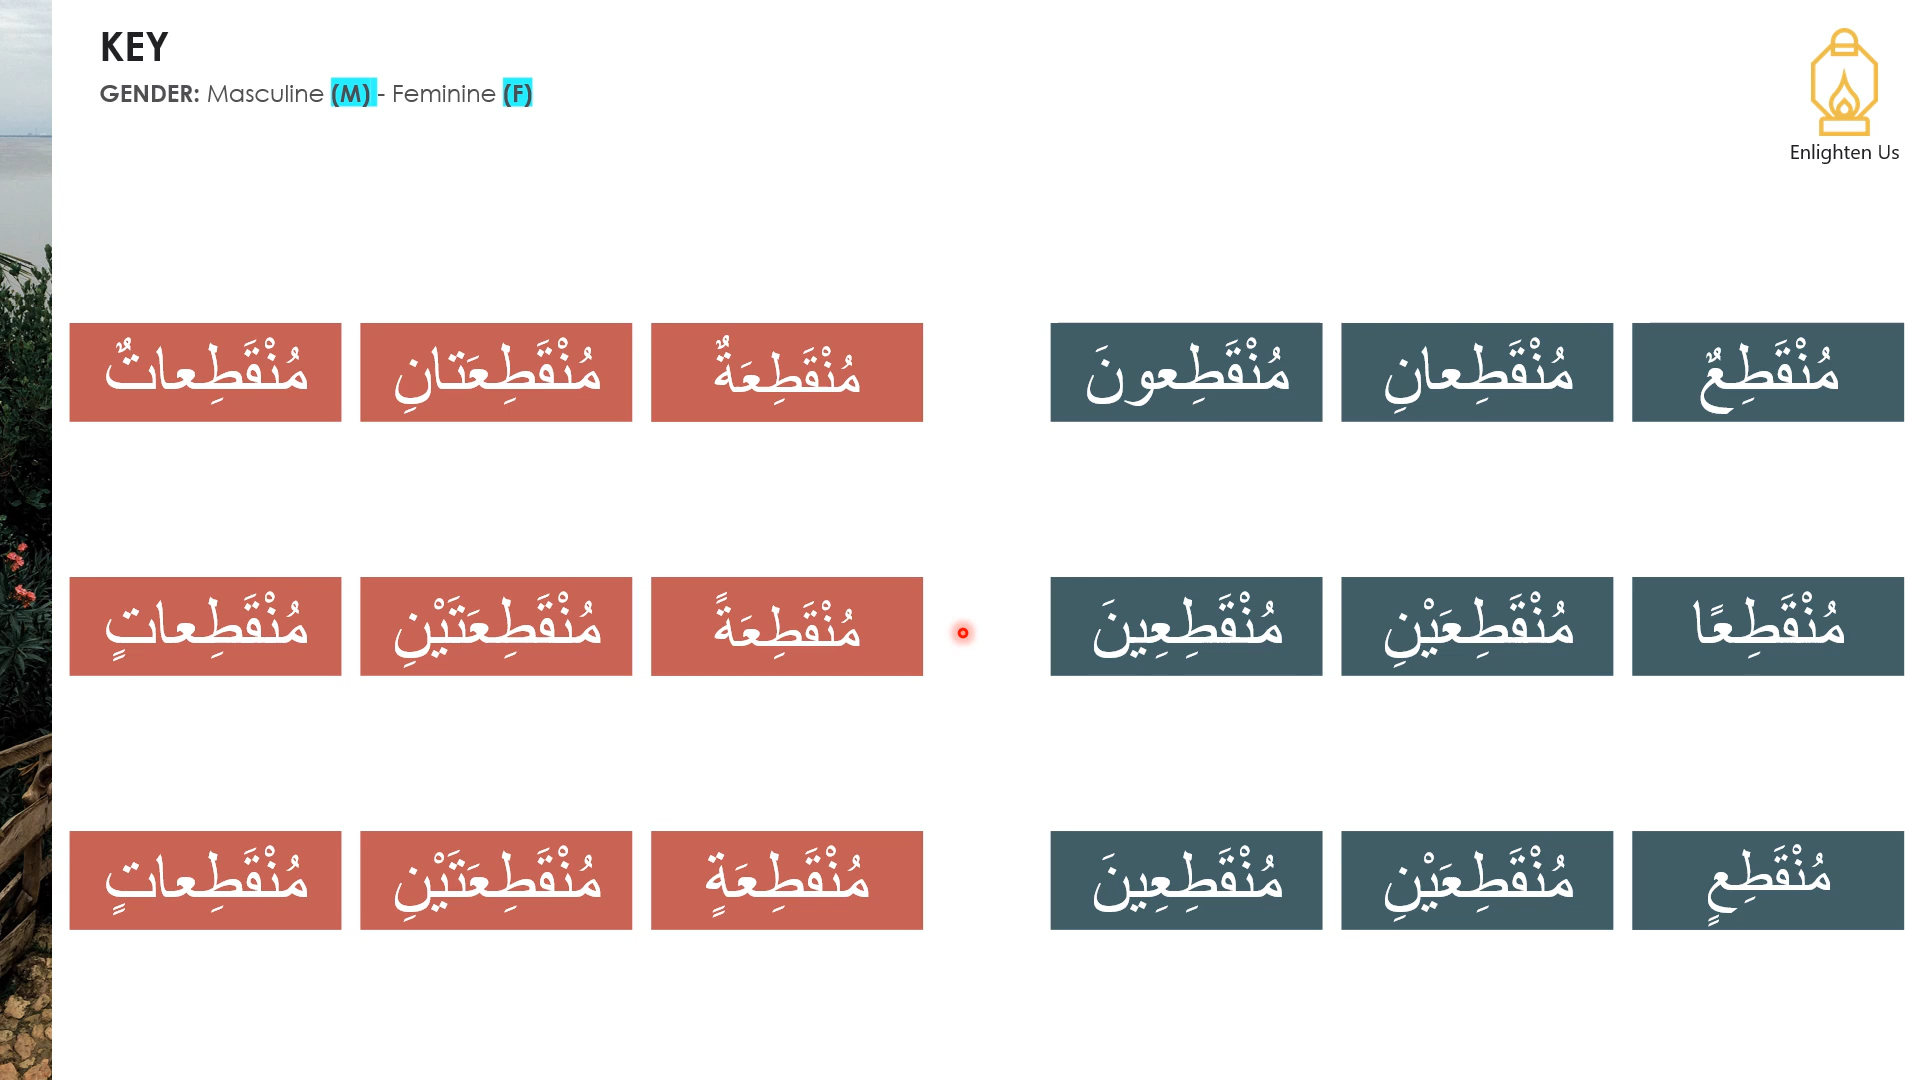 KEY
GENDER: Masculine (M) - Feminine (F)
Enlighten Us
مُنْقَطِعٌ مُنْقَطِعانِ مُنْقَطِعونَ مُنْقَطِعَةٌ مُنْقَطِعَتانِ مُنْقَطِعاتٌ
مُنْقَطِعًا مُنْقَطِعَيْنِ مُنْقَطِعِينَ مُنْقَطِعَةً مُنْقَطِعَتَيْنِ مُنْقَطِعاتٍ
مُنْقَطِعٍ مُنْقَطِعَيْنِ مُنْقَطِعِينَ مُنْقَطِعَةٍ مُنْقَطِعَتَيْنِ مُنْقَطِعاتٍ